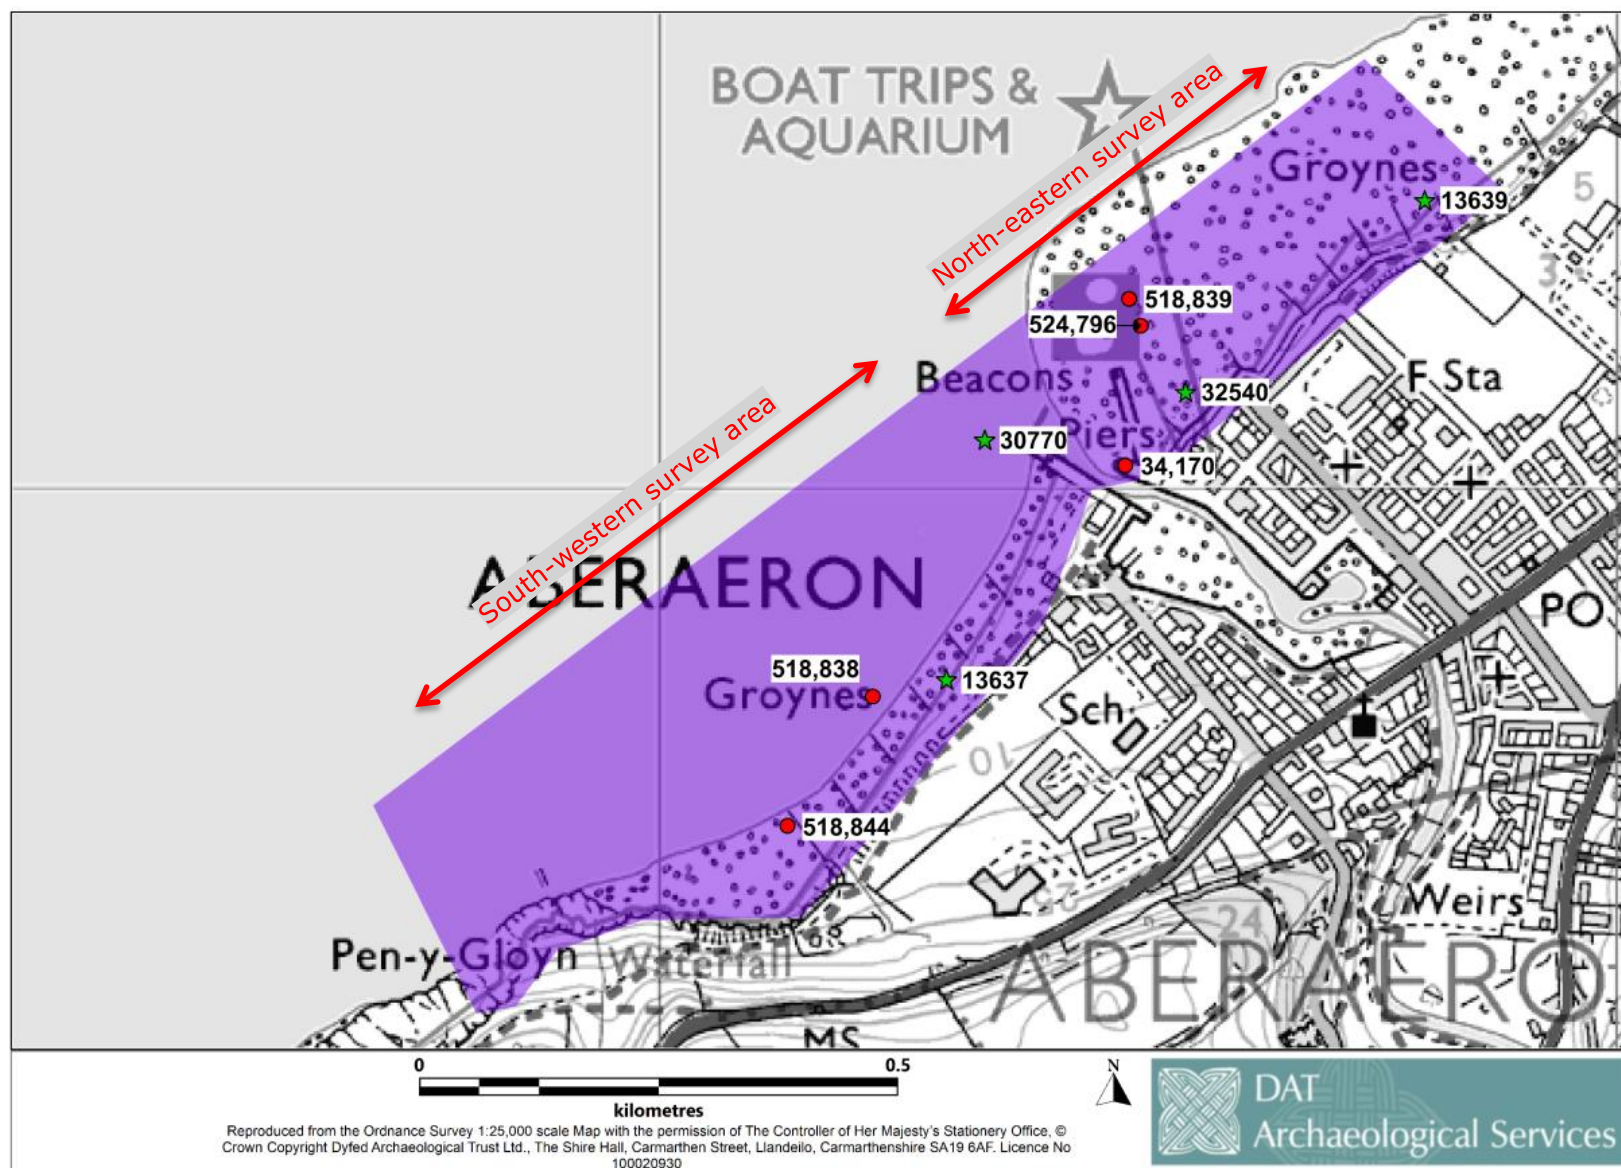 BOAT TRIPS &
AQUARIUM
North-eastern survey area
Groynes
5
13639
3
518,839
524,796
Beacons
F Sta
32540
30770
Piers
34,170
South-western survey area
ABERAERON
PO
518,838
Groynes
13637
Sch
10
518,844
25
24
Weirs
Pen-y-Gloyn
Waterfall
ABERAERO
MS
0
0.5
kilometres
N
DAT
Archaeological Services
Reproduced from the Ordnance Survey 1:25,000 scale Map with the permission of The Controller of Her Majesty's Stationery Office, ©
Crown Copyright Dyfed Archaeological Trust Ltd., The Shire Hall, Carmarthen Street, Llandeilo, Carmarthenshire SA19 6AF. Licence No
100020930